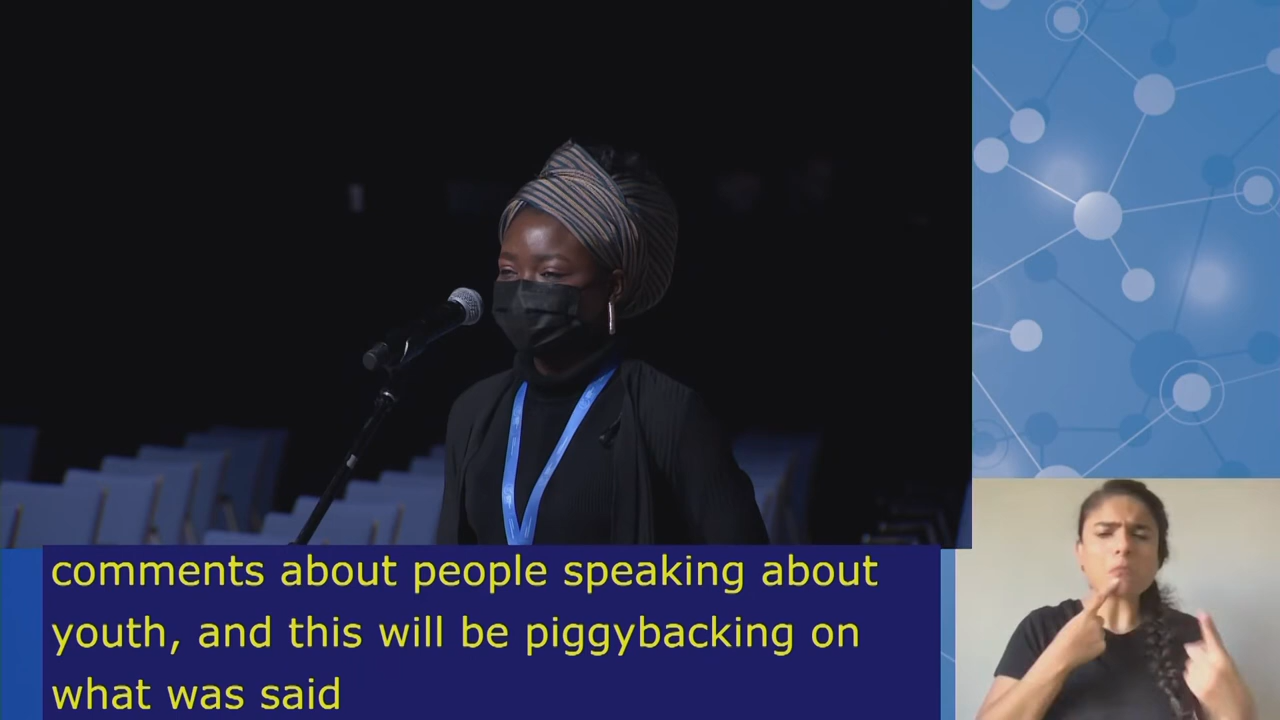 comments about people speaking about
youth, and this will be piggybacking on
what was said